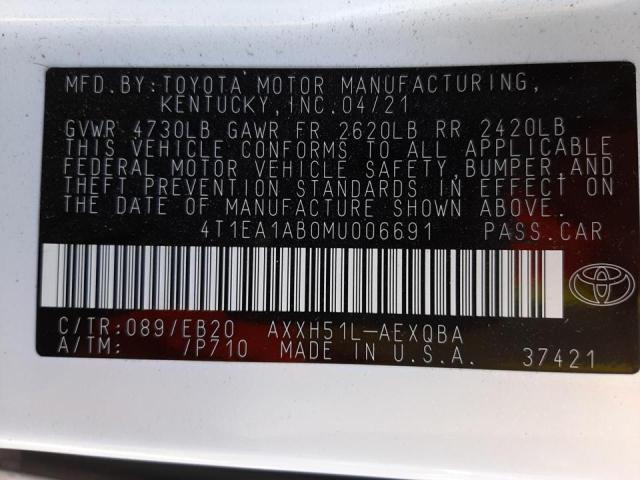 MFD.BY:TOYOTA MOTOR MANUFACTURING,
KENTUCKY,INC.04/21
GVWR 4730LB GAWR FR 2620LB RR 2420LB
THIS VEHICLE CONFORMS TO ALL APPLICABLE
FEDERAL MOTOR VEHICLE SAFETY,BUMPER,AND
THEFT PREVENTION STANDARDS IN EFFECT ON
THE DATE OF MANUFACTURE SHOWN ABOVE.
4T1EA1AB0MU006691 PASS.CAR
C/TR:089/EB20 AXXH51L-AEXQBA
A/TM: /P710 MADE IN U.S.A. 37421